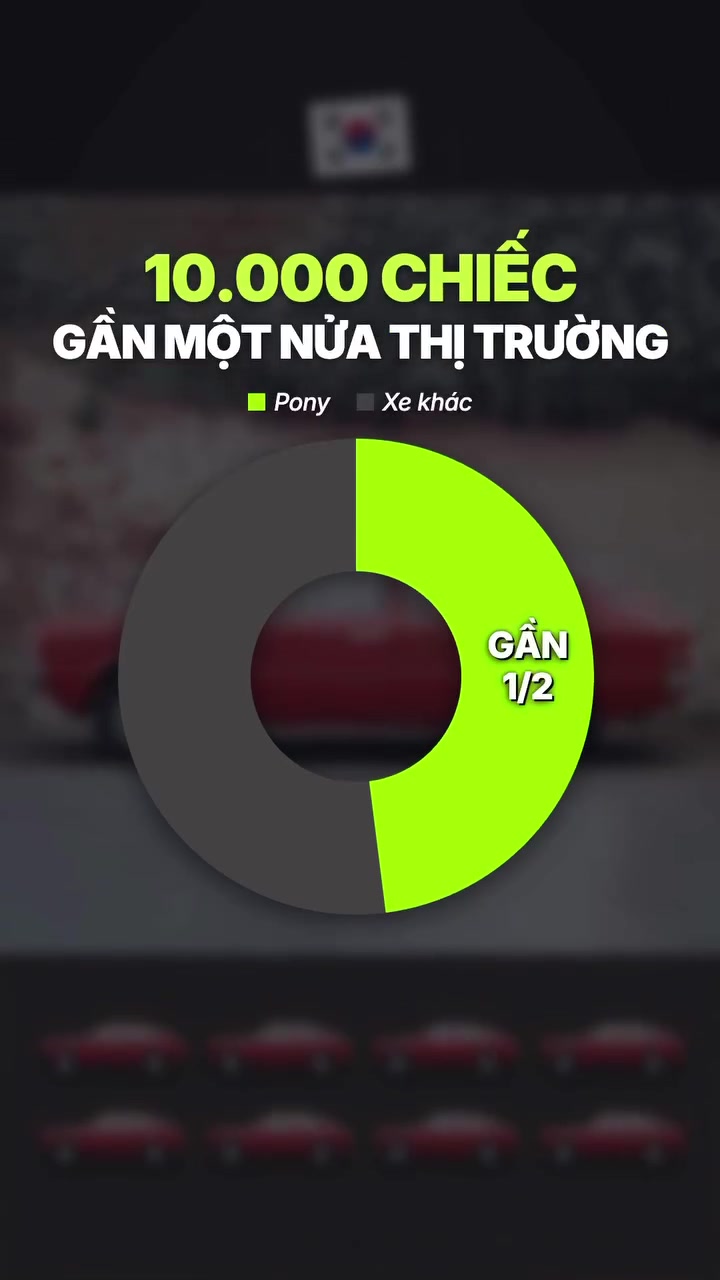 10.000 CHIẾC
GẦN MỘT NỬA THỊ TRƯỜNG
Pony Xe khác
GẦN
1/2